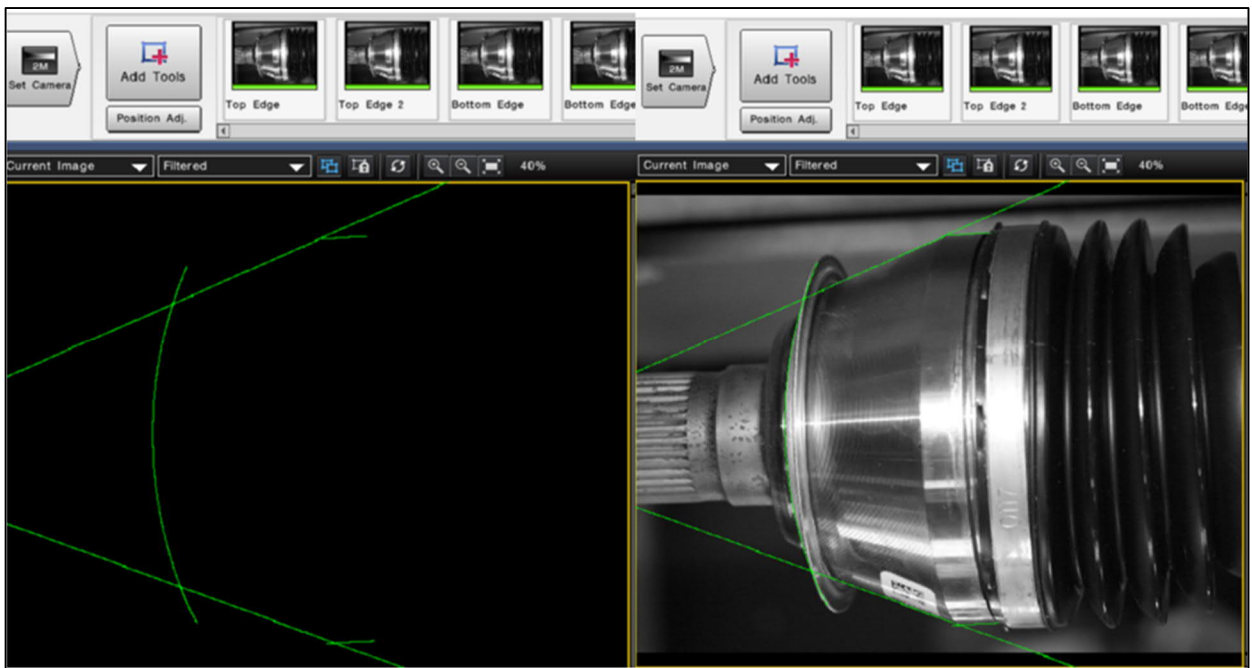 2M
Set Camera
Add Tools
Position Adj.
Top Edge
Top Edge 2
Bottom Edge
Bottom Edge
Current Image
Filtered
40%
2M
Set Camera
Add Tools
Position Adj.
Top Edge
Top Edge 2
Bottom Edge
Bottom Edge
Current Image
Filtered
40%